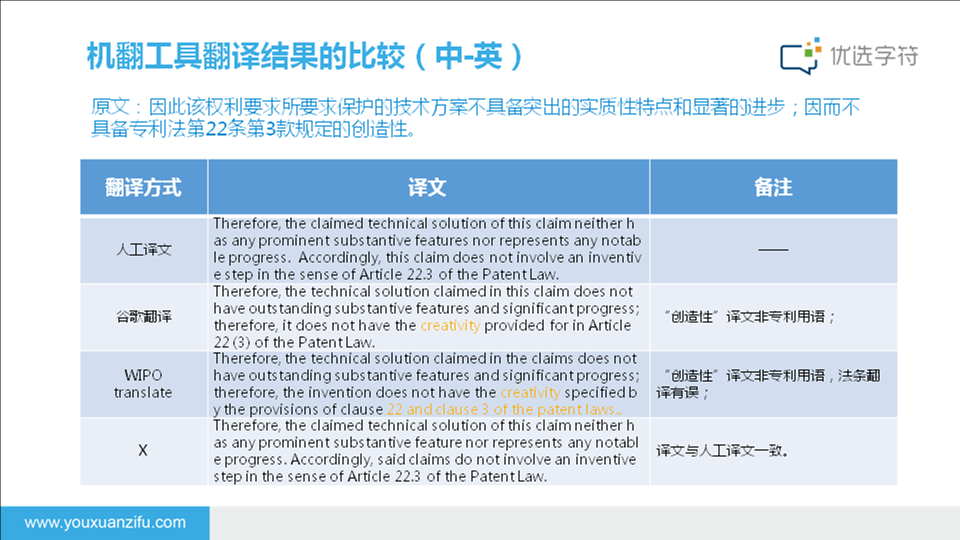 机翻工具翻译结果的比较（中-英）
优选字符
原文：因此该权利要求所要求保护的技术方案不具备突出的实质性特点和显著的进步；因而不
具备专利法第22条第3款规定的创造性。
翻译方式
译文
备注
人工译文
Therefore, the claimed technical solution of this claim neither h
as any prominent substantive features nor represents any notab
le progress. Accordingly, this claim does not involve an inventiv
e step in the sense of Article 22.3 of the Patent Law.
——
谷歌翻译
Therefore, the technical solution claimed in this claim does not
have outstanding substantive features and significant progress;
therefore, it does not have the creativity provided for in Article
22 (3) of the Patent Law.
“创造性”译文非专利用语；
WIPO
translate
Therefore, the technical solution claimed in the claims does not
have outstanding substantive features and significant progress;
therefore, the invention does not have the creativity specified b
y the provisions of clause 22 and clause 3 of the patent laws..
“创造性”译文非专利用语，法条翻
译有误；
X
Therefore, the claimed technical solution of this claim neither h
as any prominent substantive feature nor represents any notabl
e progress. Accordingly, said claims do not involve an inventive
step in the sense of Article 22.3 of the Patent Law.
译文与人工译文一致。
www.youxuanzifu.com